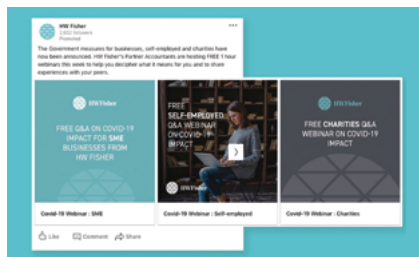 HW Fisher
2,802 followers
Promoted
The Government measures for businesses, self-employed and charities have
now been announced. HW Fisher's Partner Accountants are hosting FREE 1 hour
webinars this week to help you decipher what it means for you and to share
experiences with your peers.
HW Fisher
FREE Q&A ON COVID-19
IMPACT FOR SME
BUSINESSES FROM
HW FISHER
Covid-19 Webinar : SME
FREE
SELF-EMPLOYED
Q&A WEBINAR
ON COVID-19
IMPACT
HW Fisher
Covid-19 Webinar : Self-employed
HW Fisher
FREE CHARITIES Q&A
WEBINAR ON COVID-19
IMPACT
Covid-19 Webinar : Charities
Like Comment Share